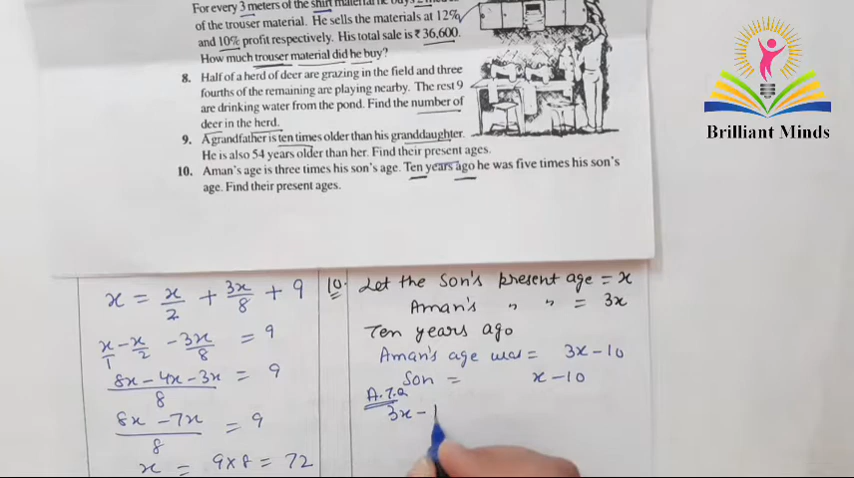 For every 3 meters of the shirt material he buys 2 metres
of the trouser material. He sells the materials at 12%
and 10% profit respectively. His total sale is ₹ 36,600.
How much trouser material did he buy?
8. Half of a herd of deer are grazing in the field and three
fourths of the remaining are playing nearby. The rest 9
are drinking water from the pond. Find the number of
deer in the herd.
9. A grandfather is ten times older than his granddaughter.
He is also 54 years older than her. Find their present ages.
10. Aman's age is three times his son's age. Ten years ago he was five times his son's
age. Find their present ages.
Brilliant Minds
x = x/2 + 3x/8 + 9
x/1 - x/2 - 3x/8 = 9
8x - 4x - 3x / 8 = 9
8x - 7x / 8 = 9
x = 9x8 = 72
10. Let the Son's present age = x
Aman's " " = 3x
Ten years ago
Aman's age was = 3x-10
Son = x-10
A.T.Q
3x - 1